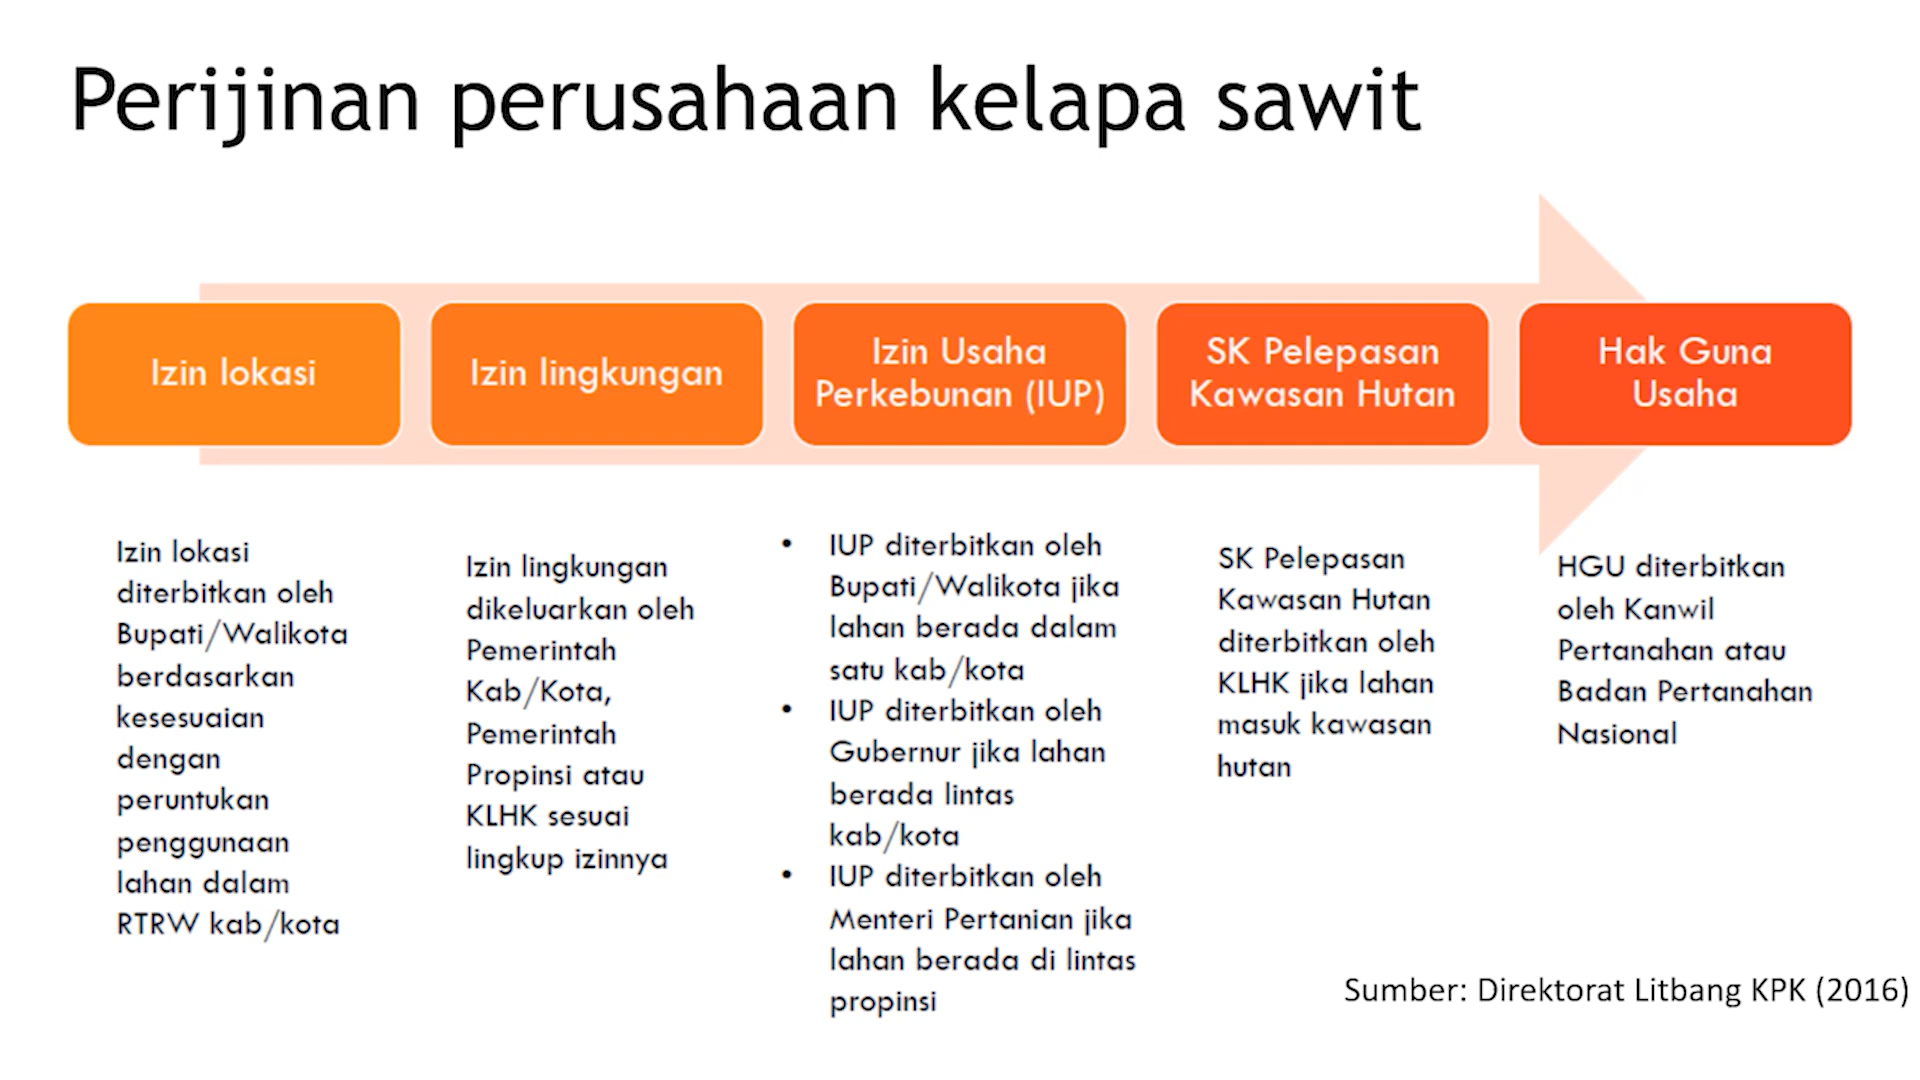 Perijinan perusahaan kelapa sawit
Izin lokasi
Izin lingkungan
Izin Usaha
Perkebunan (IUP)
SK Pelepasan
Kawasan Hutan
Hak Guna
Usaha
Izin lokasi
diterbitkan oleh
Bupati/Walikota
berdasarkan
kesesuaian
dengan
peruntukan
penggunaan
lahan dalam
RTRW kab/kota
Izin lingkungan
dikeluarkan oleh
Pemerintah
Kab/Kota,
Pemerintah
Propinsi atau
KLHK sesuai
lingkup izinnya
• IUP diterbitkan oleh
Bupati/Walikota jika
lahan berada dalam
satu kab/kota
• IUP diterbitkan oleh
Gubernur jika lahan
berada lintas
kab/kota
• IUP diterbitkan oleh
Menteri Pertanian jika
lahan berada di lintas
propinsi
SK Pelepasan
Kawasan Hutan
diterbitkan oleh
KLHK jika lahan
masuk kawasan
hutan
HGU diterbitkan
oleh Kanwil
Pertanahan atau
Badan Pertanahan
Nasional
Sumber: Direktorat Litbang KPK (2016)